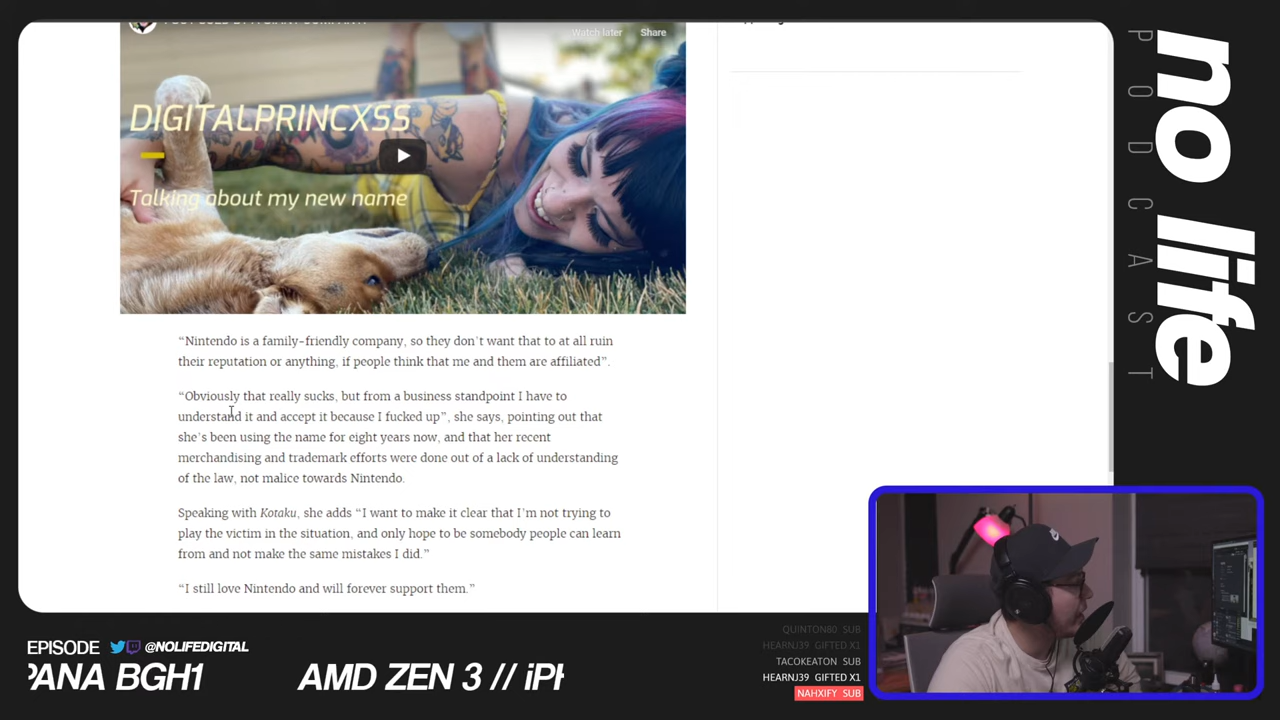 Watch later
Share
DIGITALPRINCXSS
Talking about my new name
“Nintendo is a family-friendly company, so they don’t want that to at all ruin
their reputation or anything, if people think that me and them are affiliated”.
“Obviously that really sucks, but from a business standpoint I have to
understand it and accept it because I fucked up”, she says, pointing out that
she’s been using the name for eight years now, and that her recent
merchandising and trademark efforts were done out of a lack of understanding
of the law, not malice towards Nintendo.
Speaking with Kotaku, she adds “I want to make it clear that I’m not trying to
play the victim in the situation, and only hope to be somebody people can learn
from and not make the same mistakes I did.”
“I still love Nintendo and will forever support them.”
no life
PODCAST
EPISODE
@NOLIFEDIGITAL
PANA BGH1
AMD ZEN 3 // iPH
QUINTON80 SUB
HEARNJ39 GIFTED X1
TACOKEATON SUB
HEARNJ39 GIFTED X1
NAHXIFY SUB